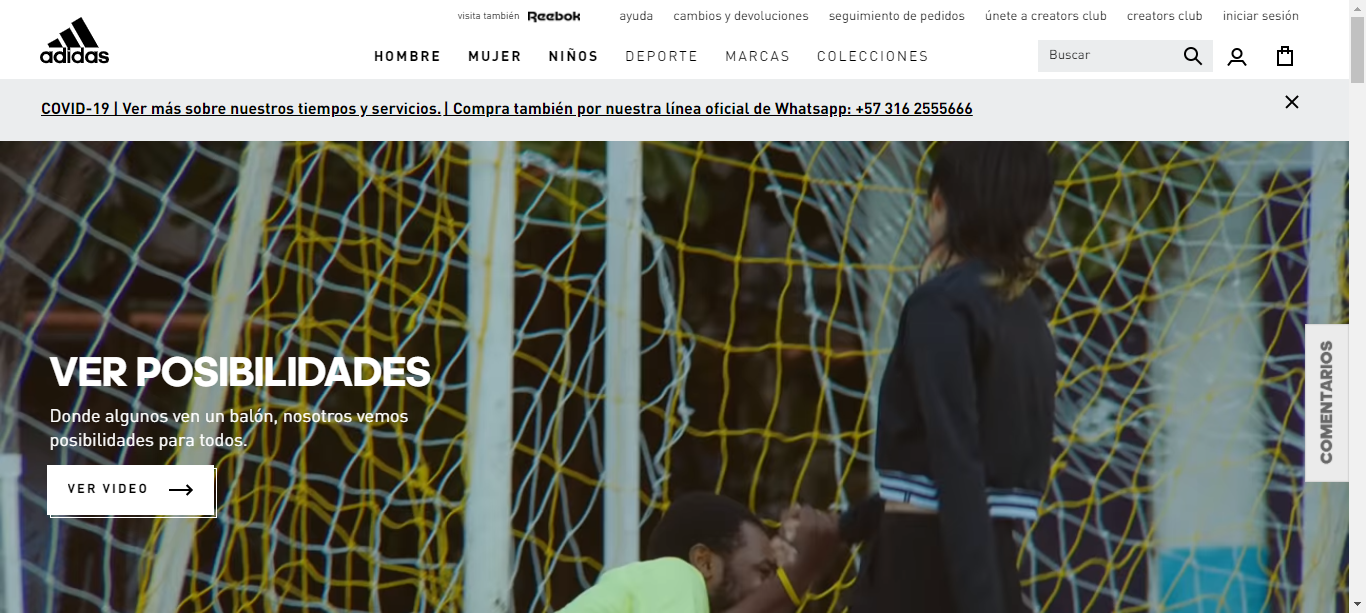 visita también Reebok ayuda cambios y devoluciones seguimiento de pedidos únete a creators club creators club iniciar sesión
adidas
HOMBRE MUJER NIÑOS DEPORTE MARCAS COLECCIONES Buscar
COVID-19 | Ver más sobre nuestros tiempos y servicios. | Compra también por nuestra línea oficial de Whatsapp: +57 316 2555666
VER POSIBILIDADES
Donde algunos ven un balón, nosotros vemos
posibilidades para todos.
VER VIDEO
COMENTARIOS